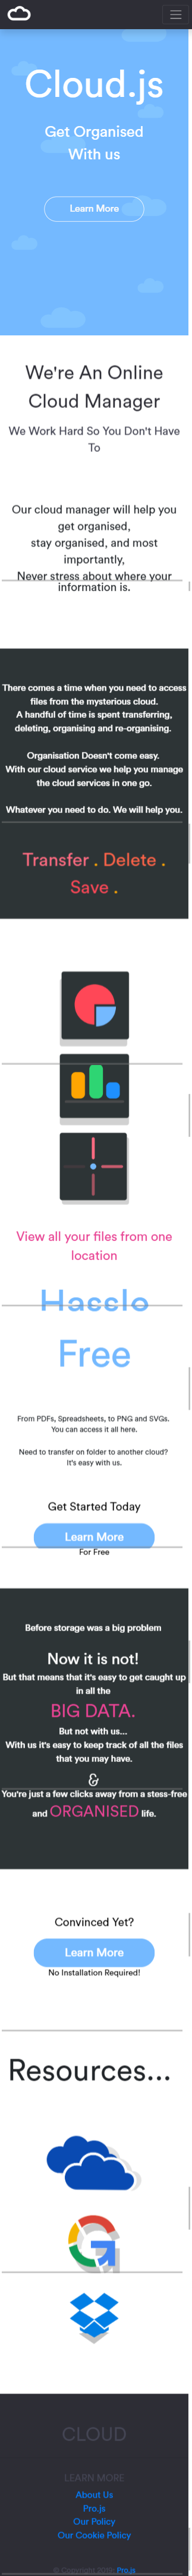 Cloud.js
Get Organised
With us
Learn More
We're An Online
Cloud Manager
We Work Hard So You Don't Have
To
Our cloud manager will help you
get organised,
stay organised, and most
importantly,
Never stress about where your
information is.
There comes a time when you need to access
files from the mysterious cloud.
A handful of time is spent transferring,
deleting, organising and re-organising.
Organisation Doesn't come easy.
With our cloud service we help you manage
the cloud services in one go.
Whatever you need to do. We will help you.
Transfer . Delete .
Save .
View all your files from one
location
Free
From PDFs, Spreadsheets, to PNG and SVGs.
You can access it all here.
Need to transfer on folder to another cloud?
It's easy with us.
Get Started Today
Learn More
For Free
Before storage was a big problem
Now it is not!
But that means that it's easy to get caught up
in all the
BIG DATA.
But not with us...
With us it's easy to keep track of all the files
that you may have.
&
You're just a few clicks away from a stess-free
and ORGANISED life.
Convinced Yet?
Learn More
No Installation Required!
Resources...
CLOUD
LEARN MORE
About Us
Pro.js
Our Policy
Our Cookie Policy
© Copyright 2019: Pro.js